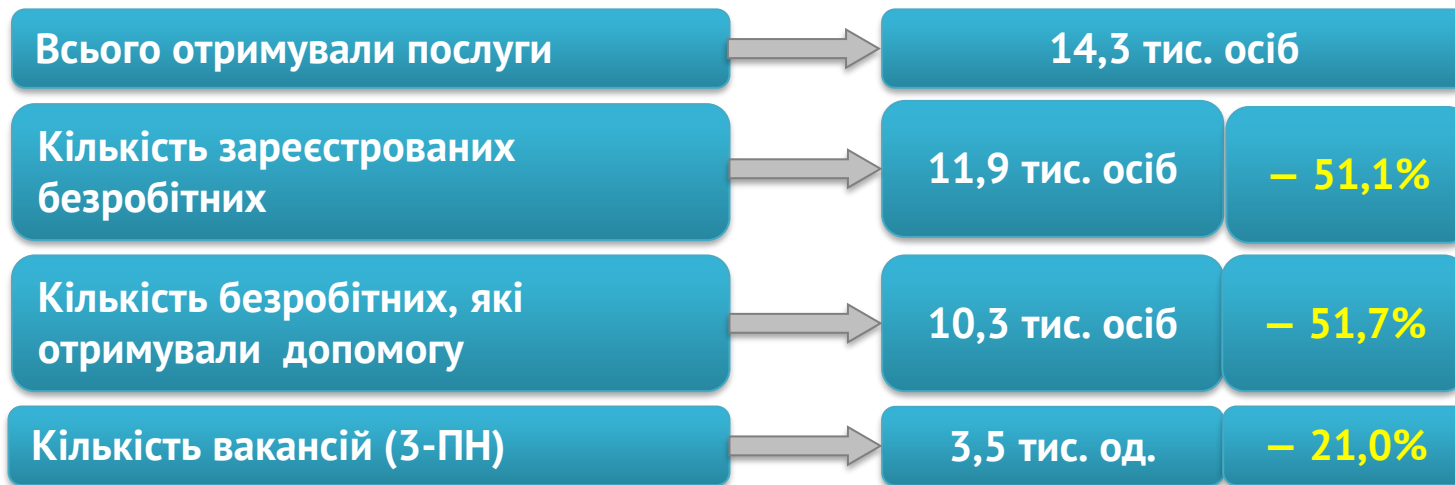 Всього отримували послуги
14,3 тис. осіб
Кількість зареєстрованих
безробітних
11,9 тис. осіб
– 51,1%
Кількість безробітних, які
отримували допомогу
10,3 тис. осіб
– 51,7%
Кількість вакансій (3-ПН)
3,5 тис. од.
– 21,0%